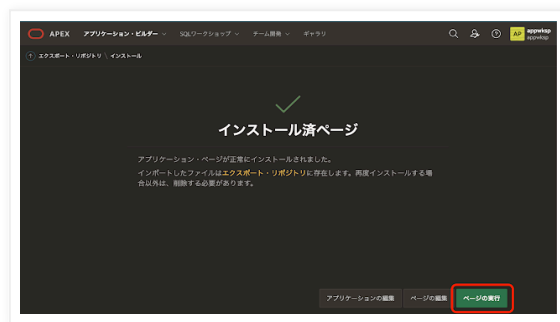 APEX アプリケーション・ビルダー SQLワークショップ チーム開発 ギャラリ AP appwksp
appwksp
エクスポート・リポジトリ \ インストール
インストール済ページ
アプリケーション・ページが正常にインストールされました。
インポートしたファイルはエクスポート・リポジトリに存在します。再度インストールする場
合以外は、削除する必要があります。
アプリケーションの編集 ページの編集 ページの実行